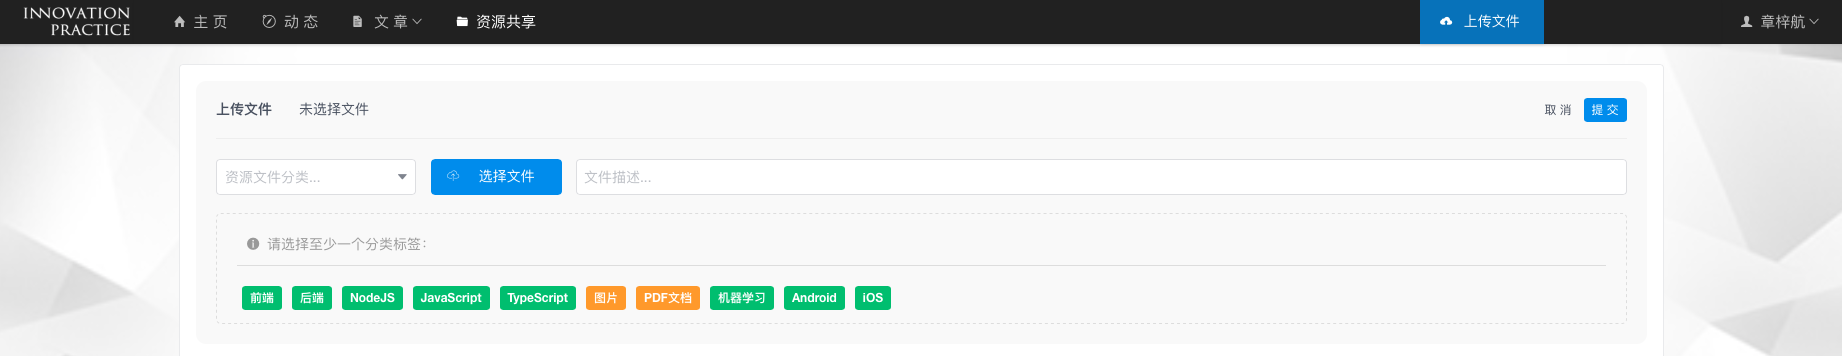 INNOVATION
PRACTICE
主 页
动 态
文 章
资源共享
上传文件
章梓航
上传文件 未选择文件
取 消
提 交
资源文件分类...
选择文件
文件描述...
请选择至少一个分类标签：
前端 后端 NodeJS JavaScript TypeScript 图片 PDF文档 机器学习 Android iOS